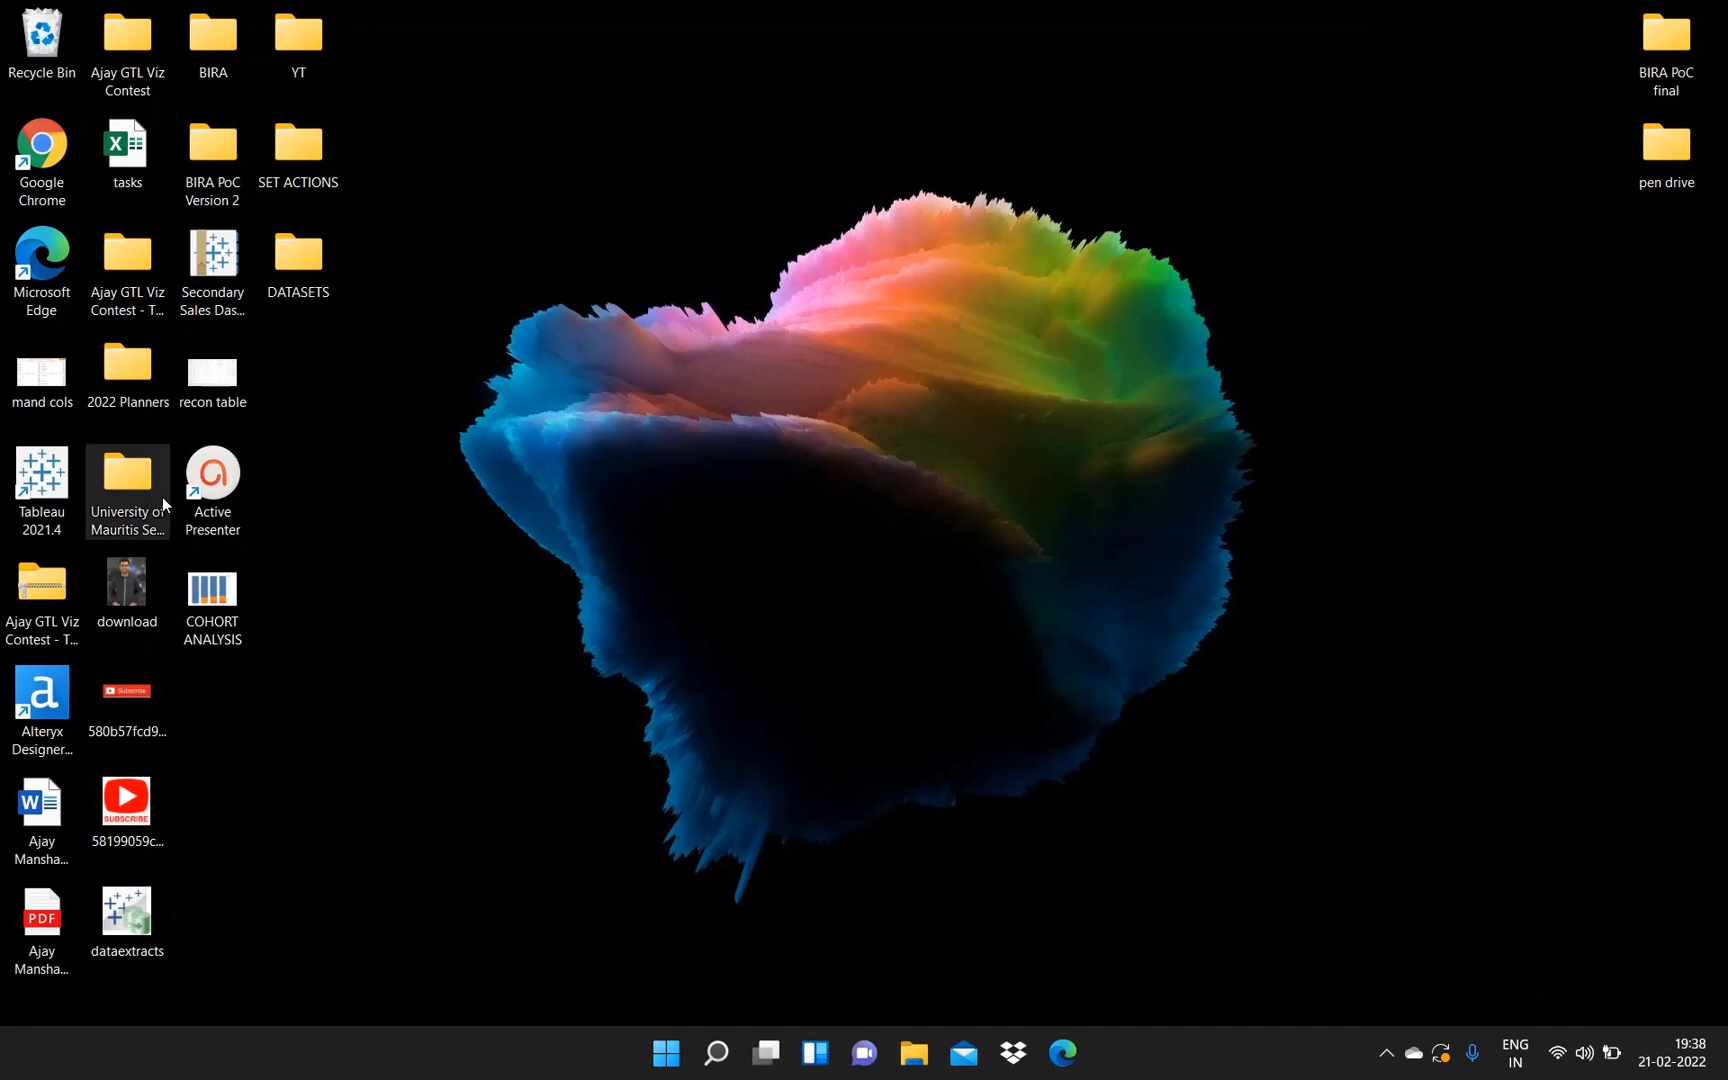 Recycle Bin
Ajay GTL Viz
Contest
BIRA
YT
BIRA PoC
final
Google
Chrome
tasks
BIRA PoC
Version 2
SET ACTIONS
pen drive
Microsoft
Edge
Ajay GTL Viz
Contest - T...
Secondary
Sales Das...
DATASETS
mand cols
2022 Planners
recon table
Tableau
2021.4
University of
Mauritis Se...
Active
Presenter
Ajay GTL Viz
Contest - T...
download
COHORT
ANALYSIS
Alteryx
Designer...
Subscribe
580b57fcd9...
Ajay
Mansha...
SUBSCRIBE
58199059c...
PDF
Ajay
Mansha...
dataextracts
ENG
IN
19:38
21-02-2022